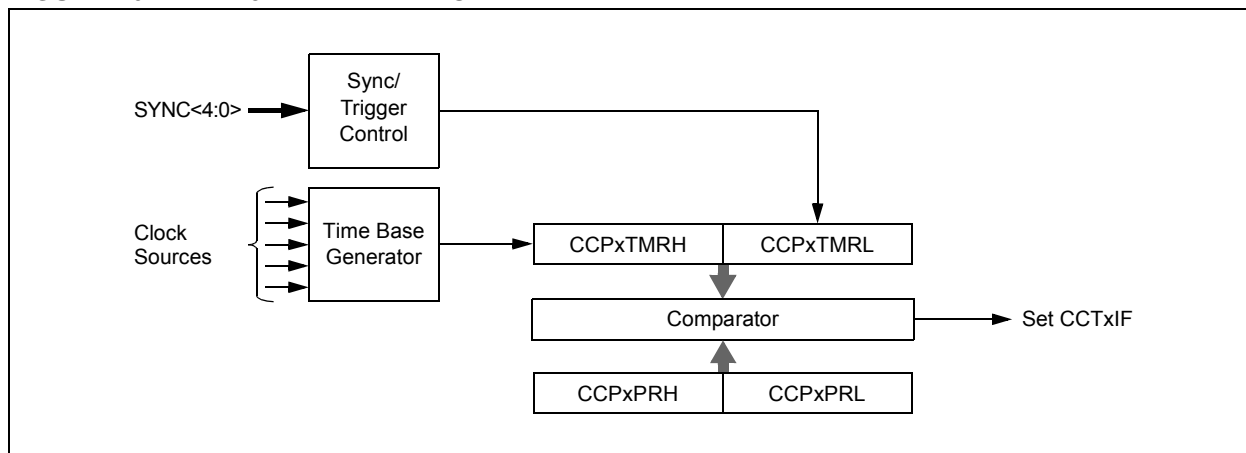 Sync/
Trigger
Control
SYNC<4:0>
Clock
Sources
Time Base
Generator
CCPxTMRH
CCPxTMRL
Comparator
Set CCTxIF
CCPxPRH
CCPxPRL